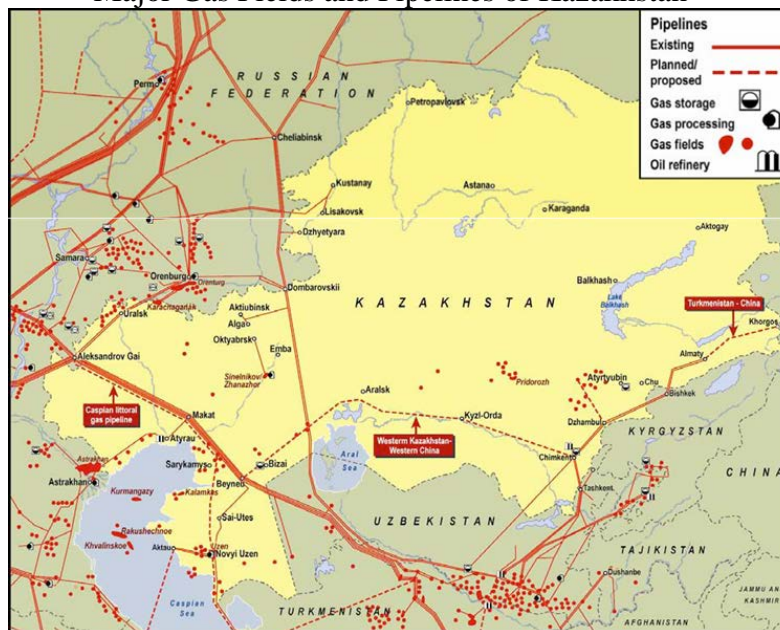 Major Gas Fields and Pipelines of Kazakhstan
Pipelines
Existing
Planned/
proposed
Gas storage
Gas processing
Gas fields
Oil refinery
RUSSIAN
FEDERATION
Perm
Petropavlovsk
Cheliabinsk
Kustanay
Lisakovsk
Astana
Karaganda
Dzhyetyara
Aktogay
Samara
Orenburg
Orenturg
Karachaganak
Dombarovskii
Balkhash
KAZAKHSTAN
Lake
Balkhash
Turkmenistan - China
Khorgos
Uralsk
Aktiubinsk
Alga
Oktyabrsk
Emba
Aleksandrov Gai
Sinelnikov/
Zhanazhor
Almaty
Caspian littoral
gas pipeline
Makat
Aralsk
Pridorozh
Atyrtyubin
Chu
Bishkek
Kyzl-Orda
Dzhambul
Westerm Kazakhstan-
Western China
KYRGYZSTAN
Atyrau
Astrakhan
Astrakhan
Sarykamys
Bizai
Aral
Sea
Chimkent
CHINA
Beyneu
Kurmangazy
Kalamkas
Tashkent
Sai-Utes
UZBEKISTAN
Rakushechnoe
Khvalinskoe
Aktau
Uzen
Novyi Uzen
TAJIKISTAN
Dushanbe
JAMMU AN
KASHMIR
Caspian
Sea
TURKMENISTAN
AFGHANISTAN